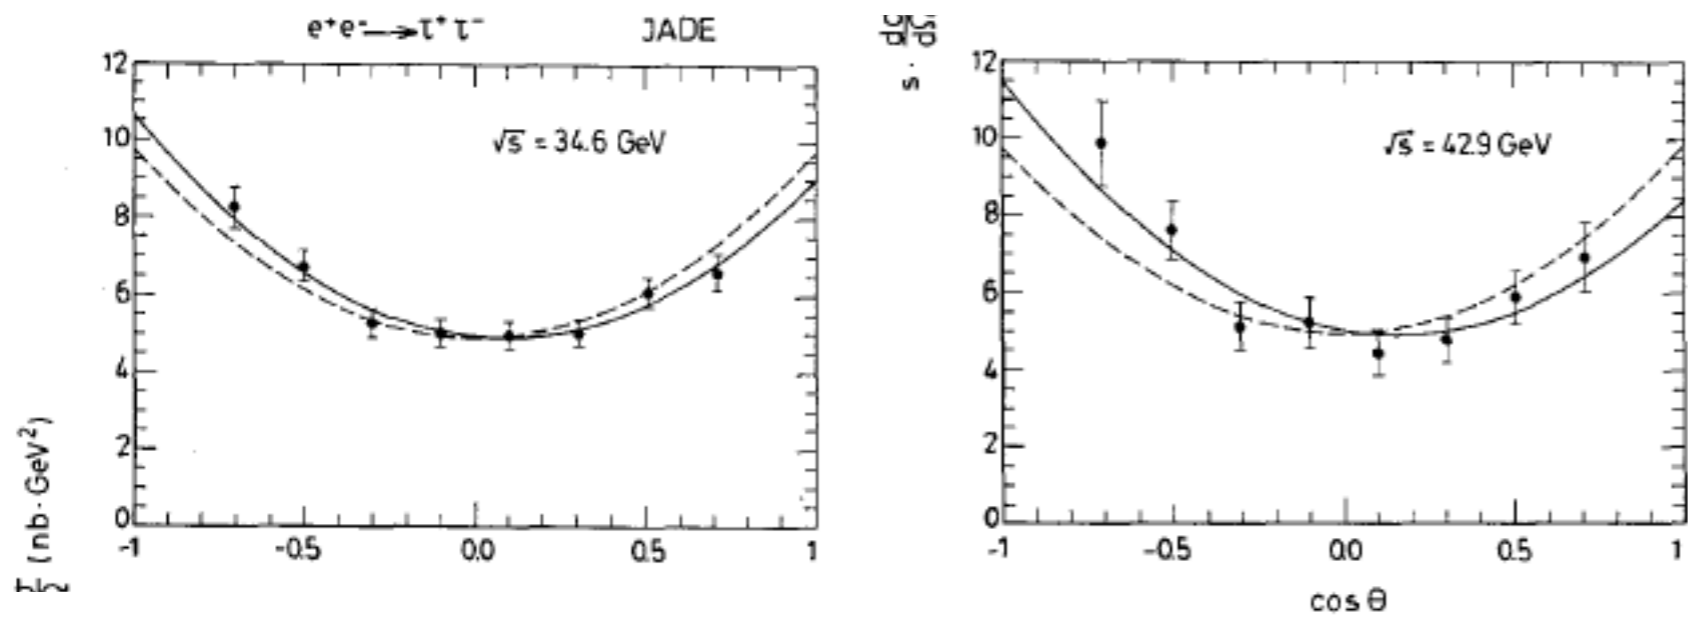 e⁺e⁻→τ⁺τ⁻ JADE
12
10
8
6
4
2
0
√s = 34.6 GeV
-1 -0.5 0.0 0.5 1
(nb·GeV²)
s·
12
10
8
6
4
2
0
√s = 42.9 GeV
-1 -0.5 0.0 0.5 1
cos θ